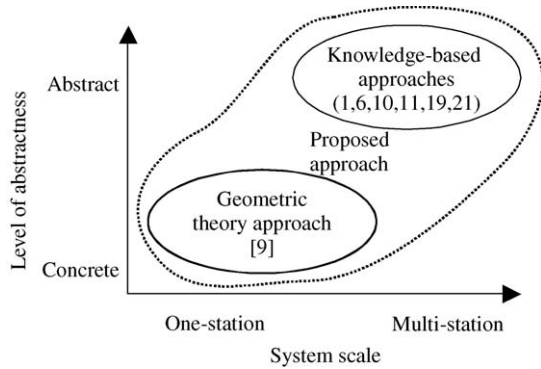 Level of abstractness
Abstract
Concrete
Knowledge-based
approaches
(1,6,10,11,19,21)
Proposed
approach
Geometric
theory approach
[9]
One-station
Multi-station
System scale